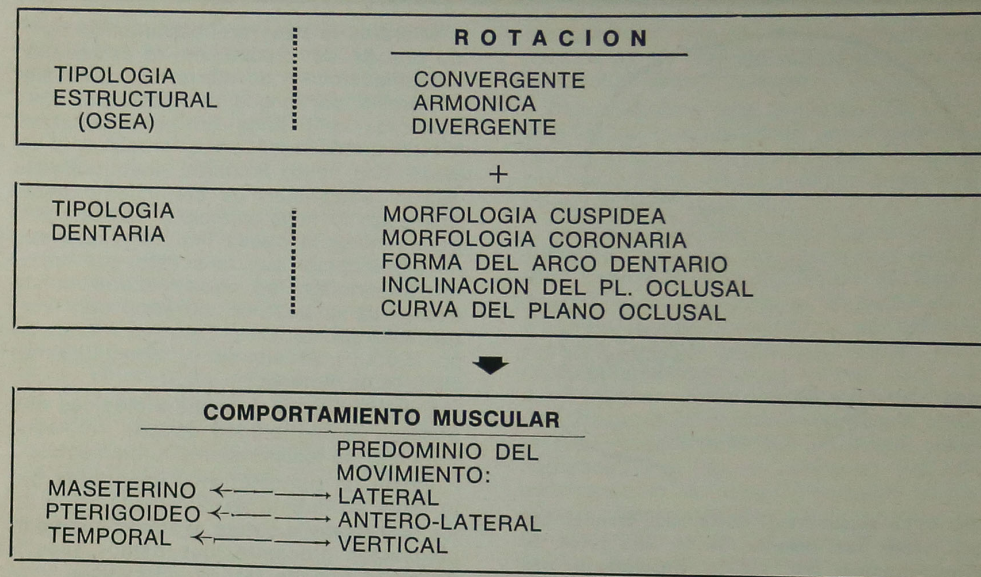 ROTACION
TIPOLOGIA
ESTRUCTURAL
(OSEA)
CONVERGENTE
ARMONICA
DIVERGENTE
+
TIPOLOGIA
DENTARIA
MORFOLOGIA CUSPIDEA
MORFOLOGIA CORONARIA
FORMA DEL ARCO DENTARIO
INCLINACION DEL PL. OCLUSAL
CURVA DEL PLANO OCLUSAL
COMPORTAMIENTO MUSCULAR
PREDOMINIO DEL
MOVIMIENTO:
MASETERINO ←——→ LATERAL
PTERIGOIDEO ←——→ ANTERO-LATERAL
TEMPORAL ←——→ VERTICAL